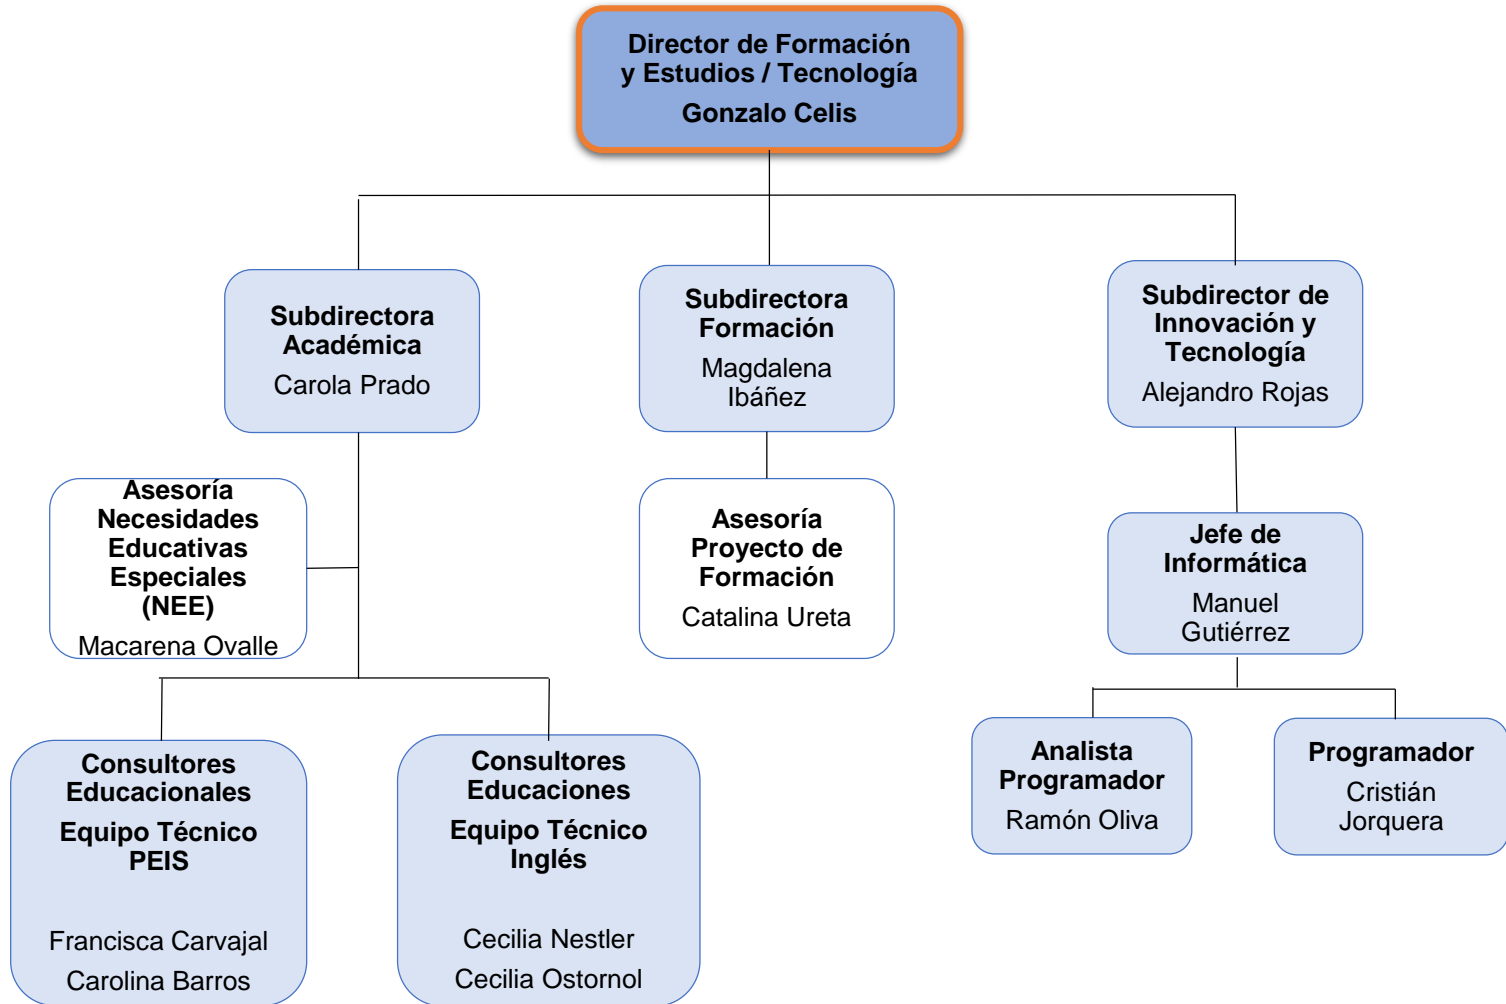 Director de Formación
y Estudios / Tecnología
Gonzalo Celis
Subdirectora
Académica
Carola Prado
Subdirectora
Formación
Magdalena
Ibáñez
Subdirector de
Innovación y
Tecnología
Alejandro Rojas
Asesoría
Necesidades
Educativas
Especiales
(NEE)
Macarena Ovalle
Asesoría
Proyecto de
Formación
Catalina Ureta
Jefe de
Informática
Manuel
Gutiérrez
Consultores
Educacionales
Equipo Técnico
PEIS
Francisca Carvajal
Carolina Barros
Consultores
Educaciones
Equipo Técnico
Inglés
Cecilia Nestler
Cecilia Ostornol
Analista
Programador
Ramón Oliva
Programador
Cristián
Jorquera